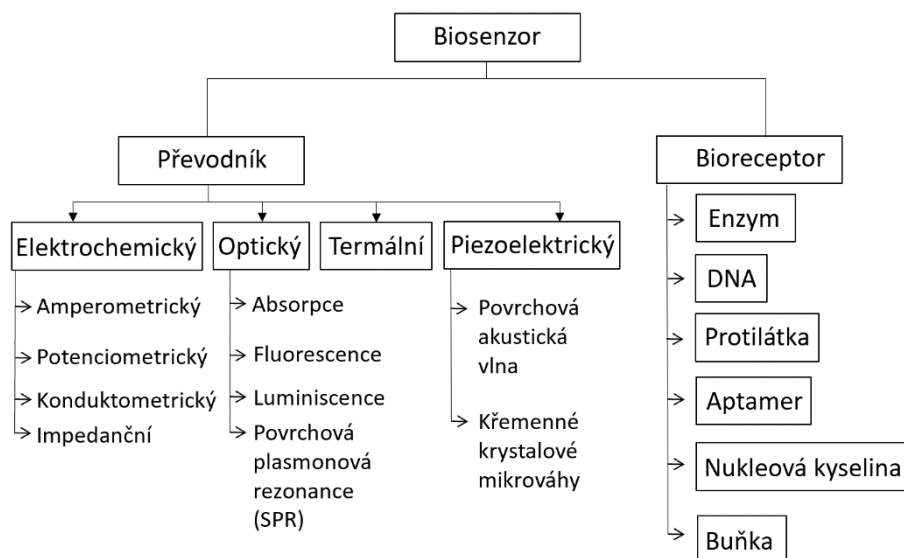 Biosenzor
Převodník
Bioreceptor
Elektrochemický
Optický
Termální
Piezoelektrický
Amperometrický
Potenciometrický
Konduktometrický
Impedanční
Absorpce
Fluorescence
Luminiscence
Povrchová
plasmonová
rezonance
(SPR)
Povrchová
akustická
vlna
Křemenné
krystalové
mikrováhy
Enzym
DNA
Protilátka
Aptamer
Nukleová kyselina
Buňka